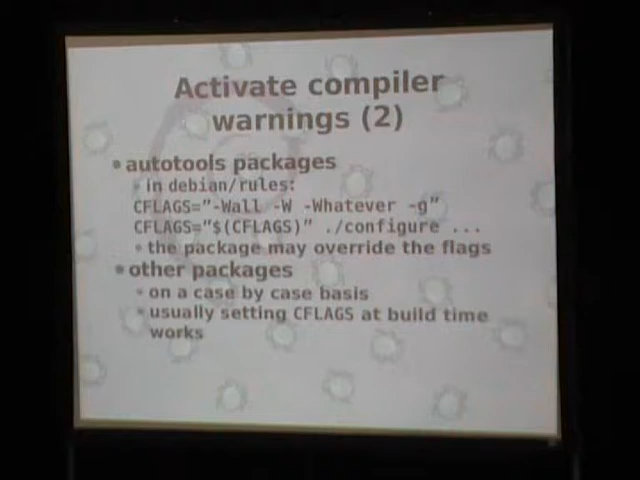 Activate compiler
warnings (2)
• autotools packages
• in debian/rules:
CFLAGS="-Wall -W -Whatever -g"
CFLAGS="$(CFLAGS)" ./configure ...
• the package may override the flags
• other packages
• on a case by case basis
• usually setting CFLAGS at build time
works